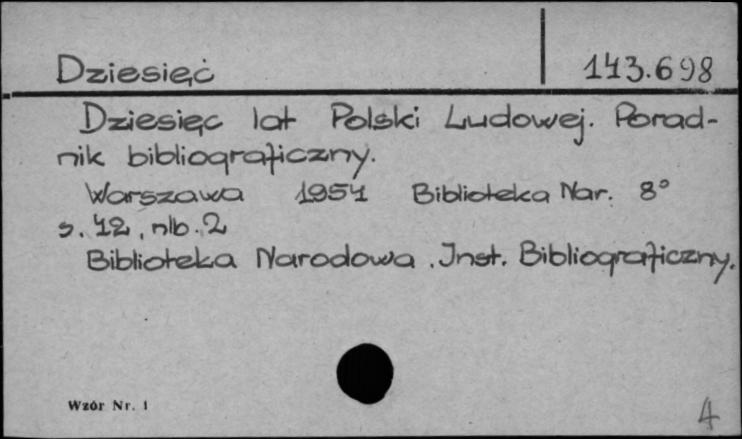 Dziesięć 143.698
Dziesięc lat Polski Ludowej. Porad-
nik bibliograficzny.
Warszawa 1954 Biblioteka Nar. 8°
s. 42, nlb. 2
Biblioteka Narodowa. Inst. Bibliograficzny.
Wzór Nr. 1
4